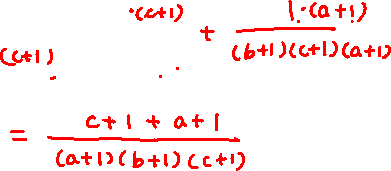 ·(c+1) + 1·(a+1) / (b+1)(c+1)(a+1)
(c+1)
= c+1+a+1 / (a+1)(b+1)(c+1)